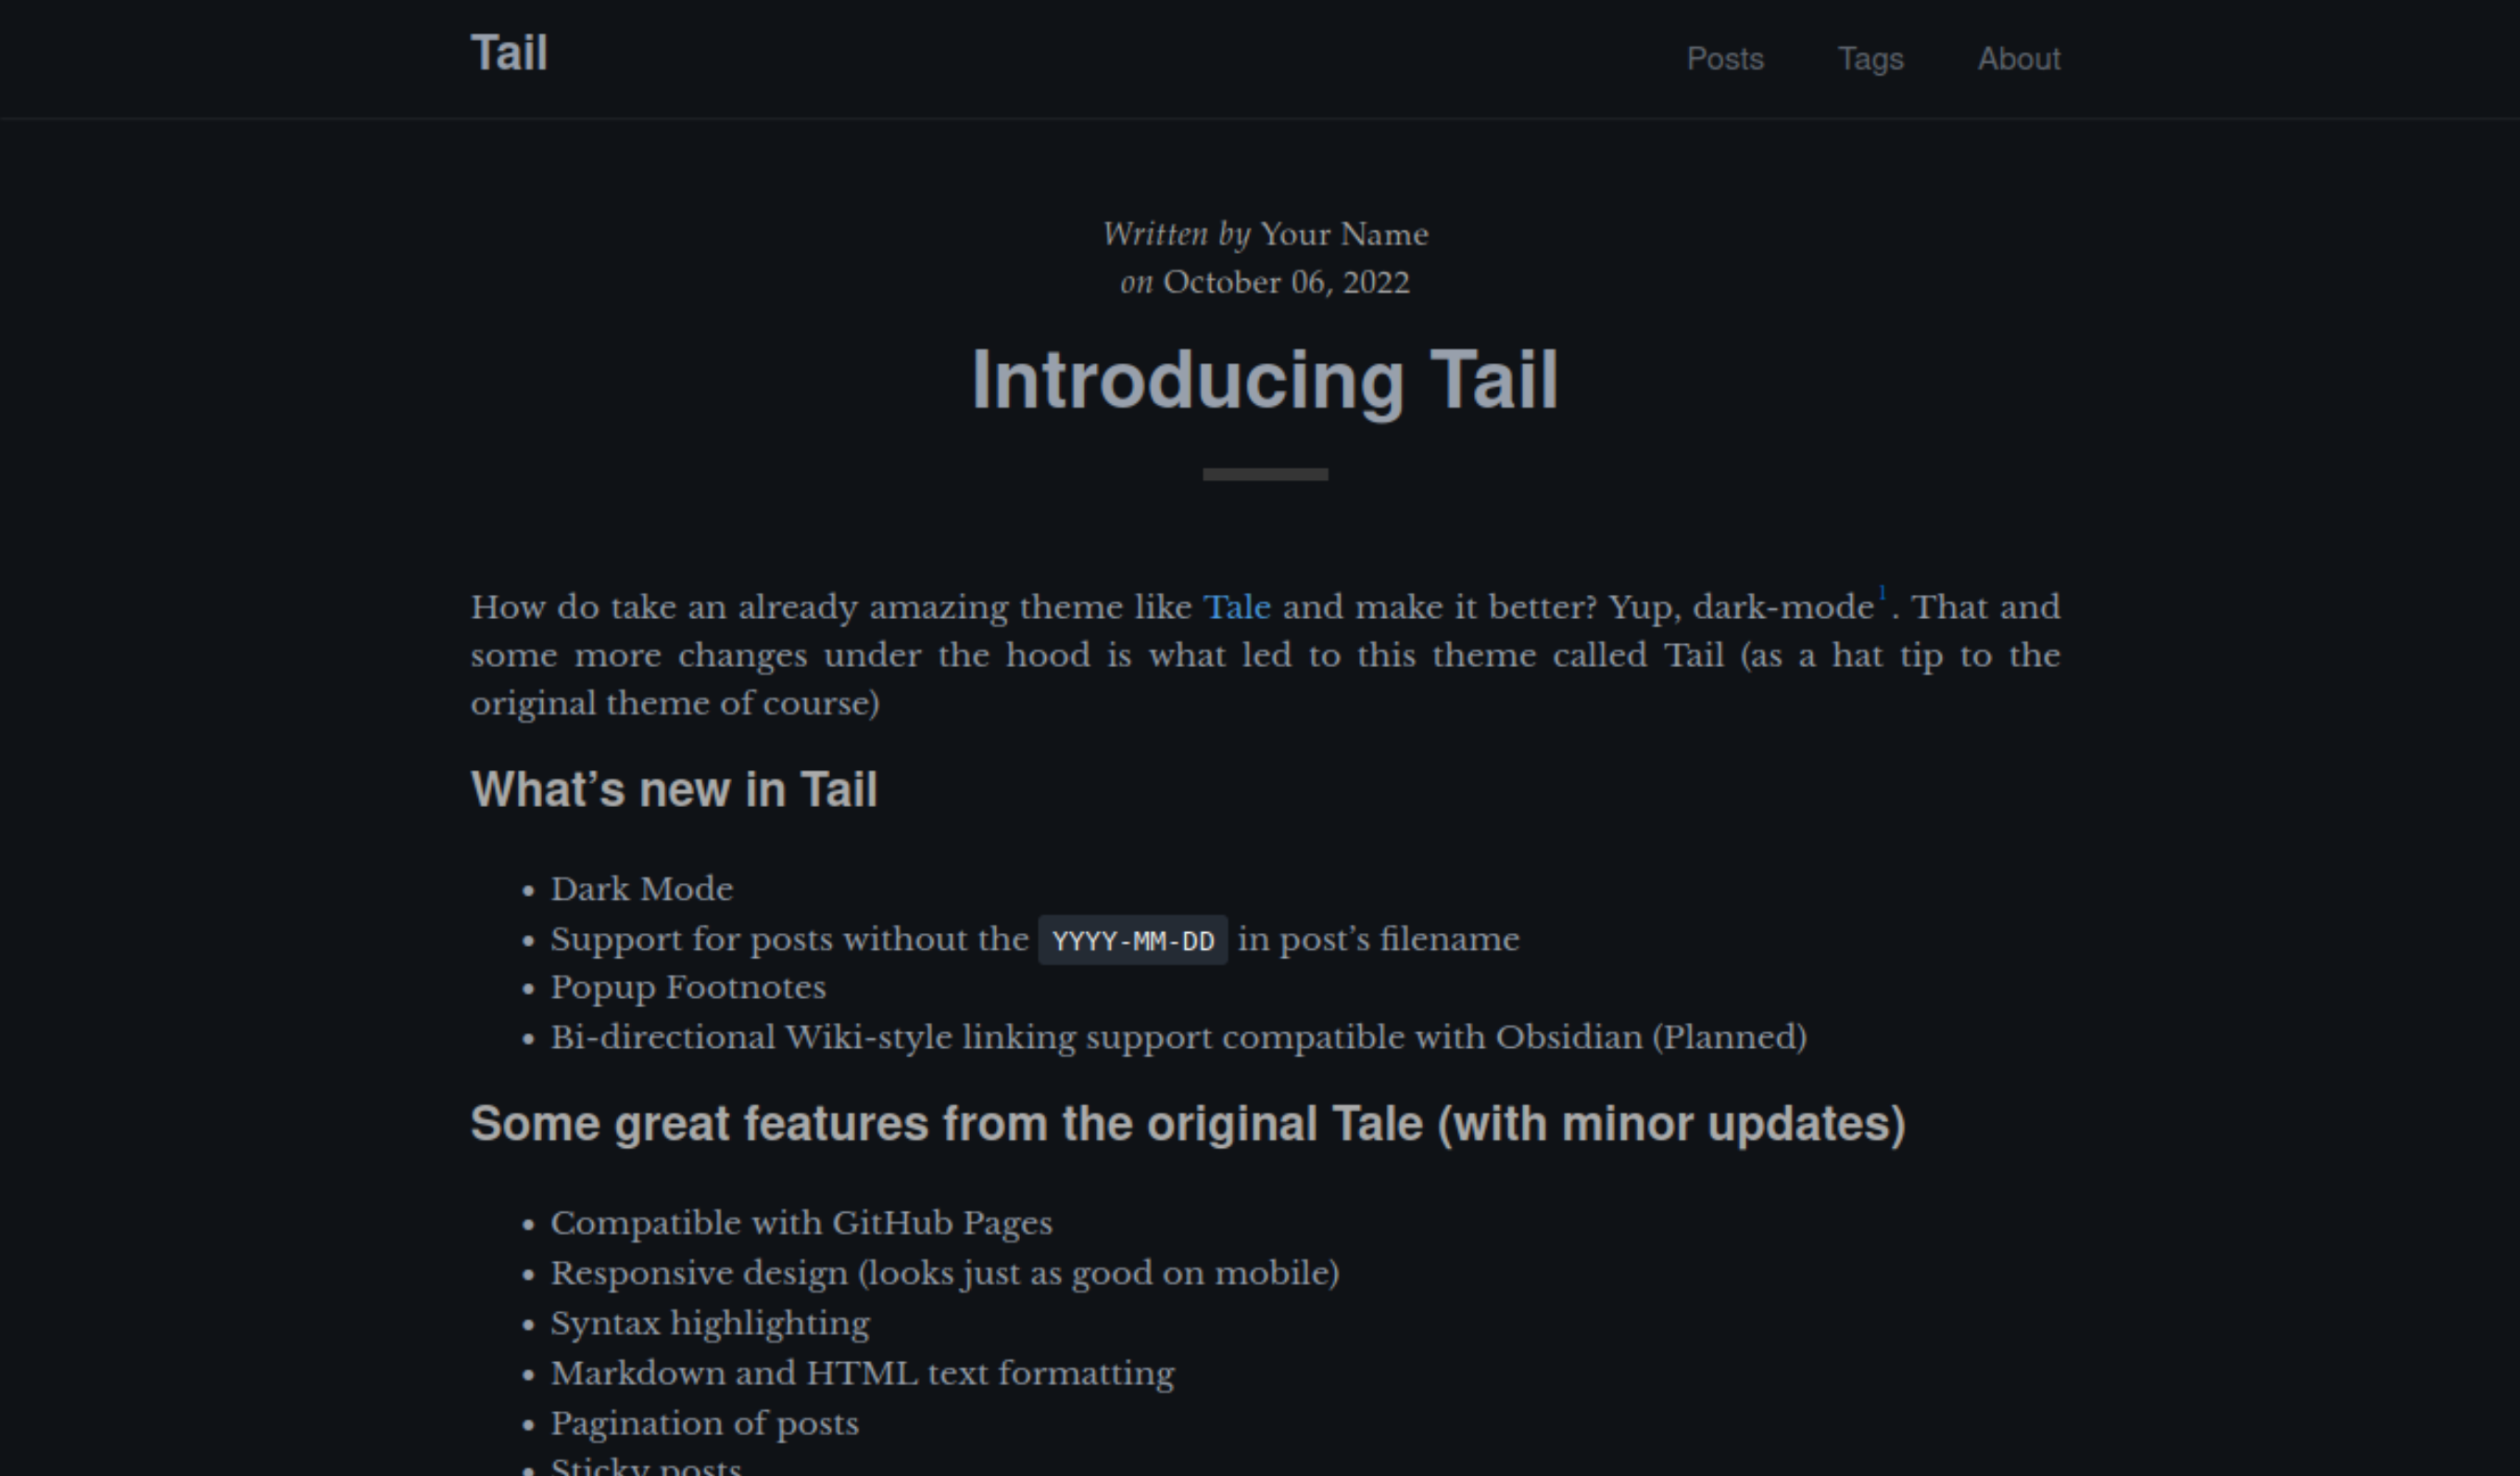 Tail
Posts Tags About
Written by Your Name
on October 06, 2022
Introducing Tail
How do take an already amazing theme like Tale and make it better? Yup, dark-mode1. That and
some more changes under the hood is what led to this theme called Tail (as a hat tip to the
original theme of course)
What’s new in Tail
• Dark Mode
• Support for posts without the YYYY-MM-DD in post’s filename
• Popup Footnotes
• Bi-directional Wiki-style linking support compatible with Obsidian (Planned)
Some great features from the original Tale (with minor updates)
• Compatible with GitHub Pages
• Responsive design (looks just as good on mobile)
• Syntax highlighting
• Markdown and HTML text formatting
• Pagination of posts
• Sticky posts